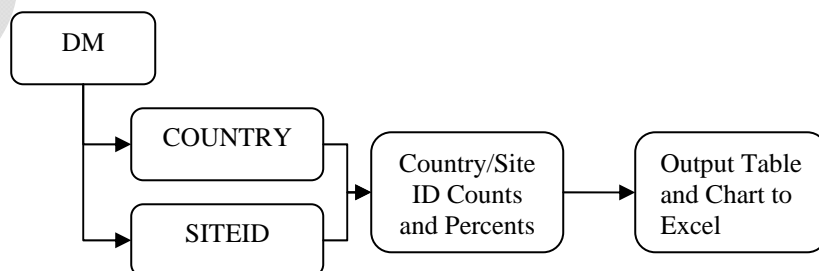 DM
COUNTRY
SITEID
Country/Site
ID Counts
and Percents
Output Table
and Chart to
Excel